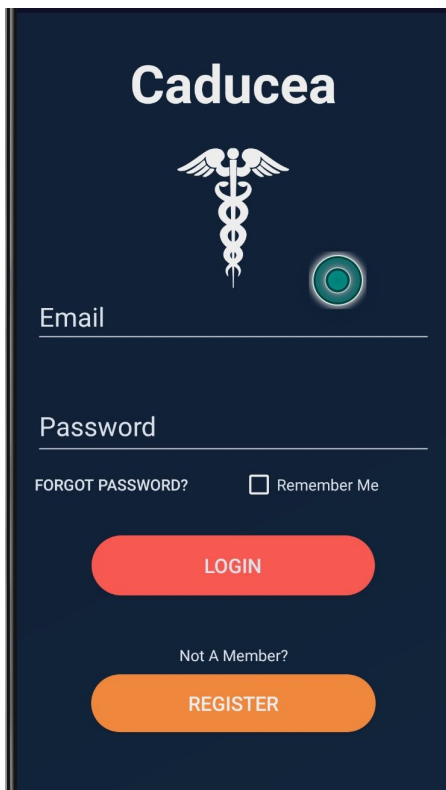 Caducea
Email
Password
FORGOT PASSWORD? Remember Me
LOGIN
Not A Member?
REGISTER